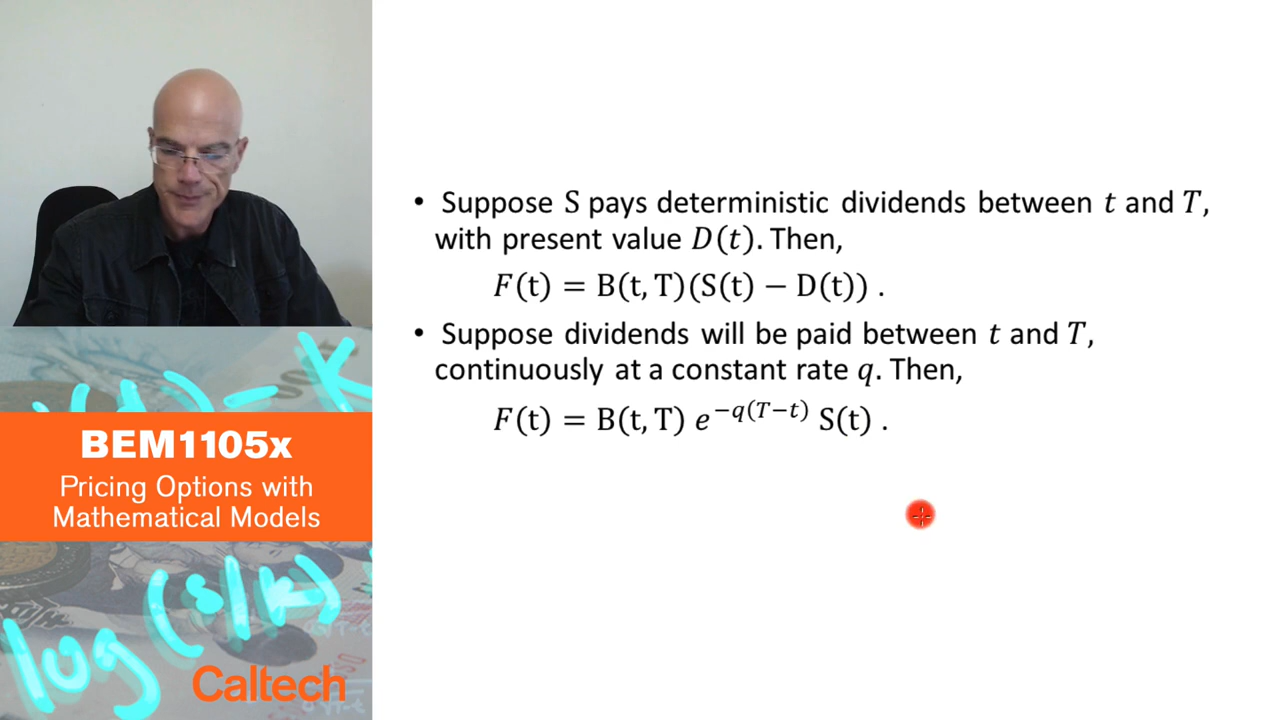 • Suppose S pays deterministic dividends between t and T,
with present value D(t). Then,
F(t) = B(t, T)(S(t) − D(t)) .
• Suppose dividends will be paid between t and T,
continuously at a constant rate q. Then,
F(t) = B(t, T) e^{−q(T−t)} S(t) .
BEM1105x
Pricing Options with
Mathematical Models
log(s/k)
Caltech